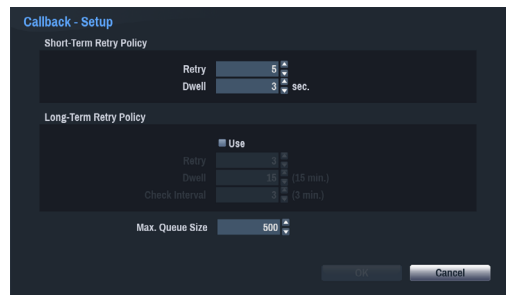 Callback - Setup
Short-Term Retry Policy
Retry 5
Dwell 3 sec.
Long-Term Retry Policy
Use
Retry 3
Dwell 15 (15 min.)
Check Interval 3 (3 min.)
Max. Queue Size 500
OK Cancel